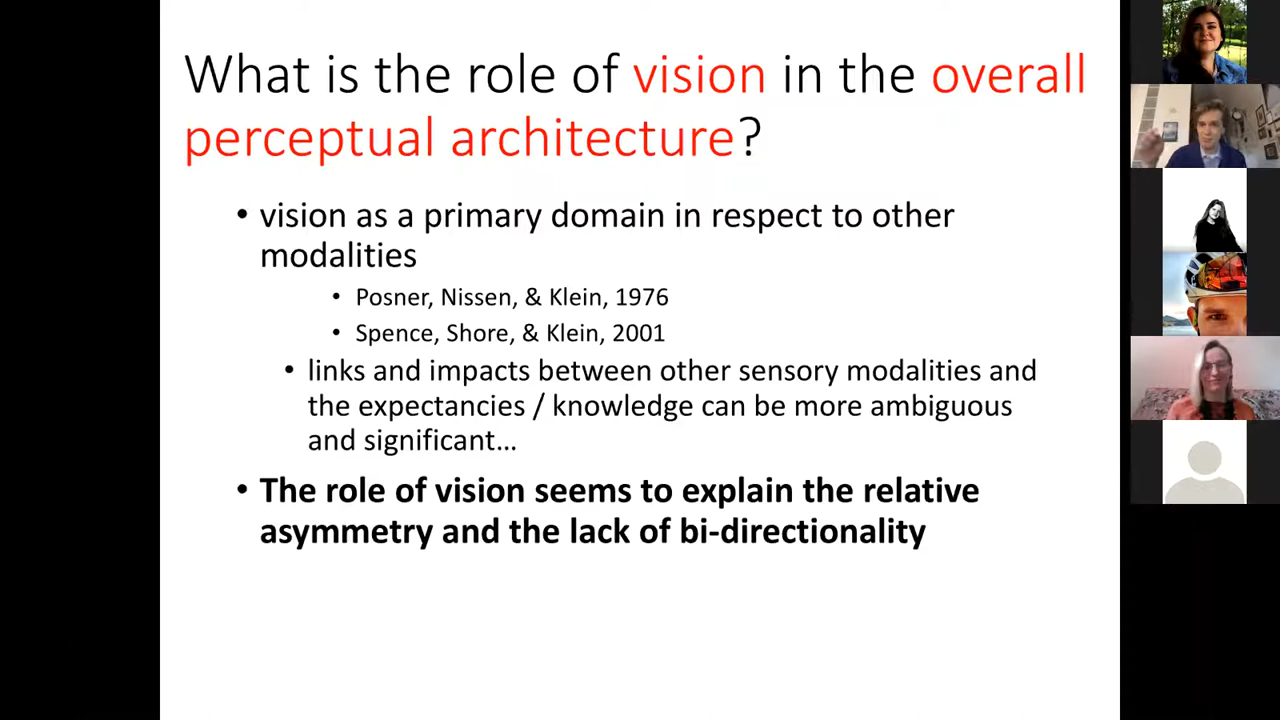 What is the role of vision in the overall
perceptual architecture?
• vision as a primary domain in respect to other
modalities
• Posner, Nissen, & Klein, 1976
• Spence, Shore, & Klein, 2001
• links and impacts between other sensory modalities and
the expectancies / knowledge can be more ambiguous
and significant...
• The role of vision seems to explain the relative
asymmetry and the lack of bi-directionality